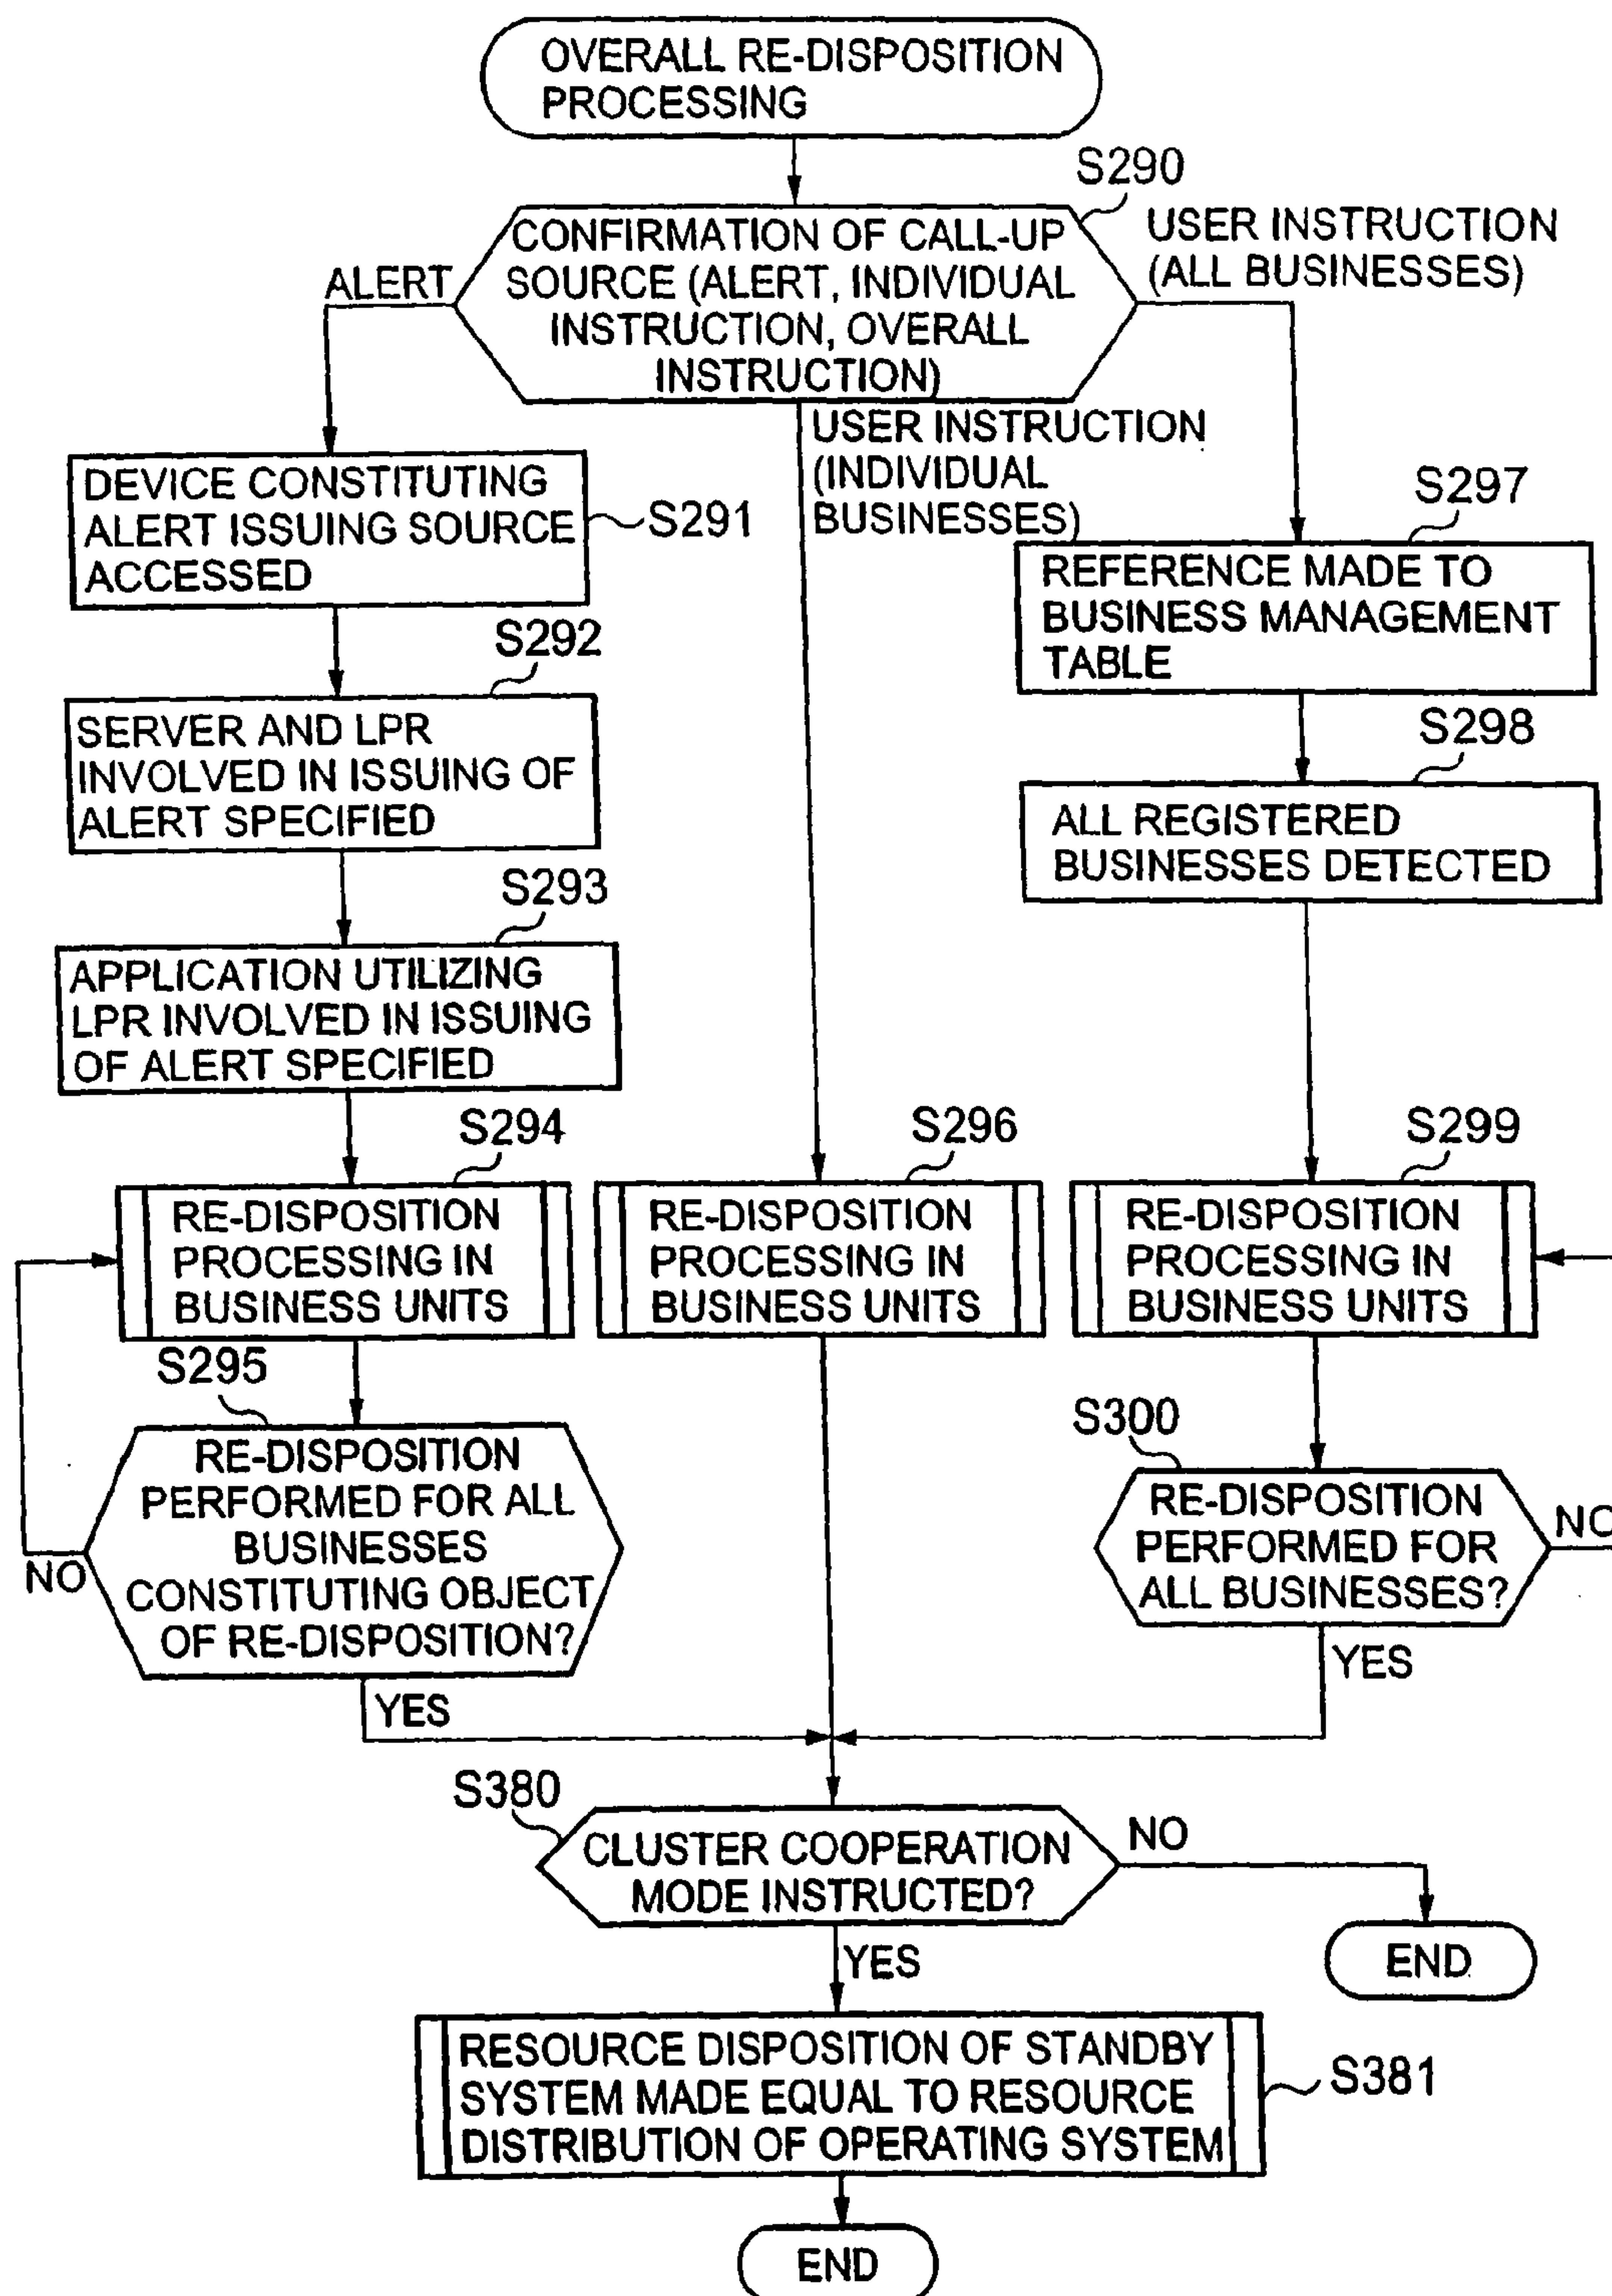 OVERALL RE-DISPOSITION
PROCESSING
S290
CONFIRMATION OF CALL-UP
SOURCE (ALERT, INDIVIDUAL
INSTRUCTION, OVERALL
INSTRUCTION)
ALERT
USER INSTRUCTION
(ALL BUSINESSES)
USER INSTRUCTION
(INDIVIDUAL
BUSINESSES)
DEVICE CONSTITUTING
ALERT ISSUING SOURCE
ACCESSED
S291
S292
SERVER AND LPR
INVOLVED IN ISSUING OF
ALERT SPECIFIED
S293
APPLICATION UTILIZING
LPR INVOLVED IN ISSUING
OF ALERT SPECIFIED
S297
REFERENCE MADE TO
BUSINESS MANAGEMENT
TABLE
S298
ALL REGISTERED
BUSINESSES DETECTED
S294
RE-DISPOSITION
PROCESSING IN
BUSINESS UNITS
S296
RE-DISPOSITION
PROCESSING IN
BUSINESS UNITS
S299
RE-DISPOSITION
PROCESSING IN
BUSINESS UNITS
S295
RE-DISPOSITION
PERFORMED FOR ALL
BUSINESSES
CONSTITUTING OBJECT
OF RE-DISPOSITION?
NO
YES
S300
RE-DISPOSITION
PERFORMED FOR
ALL BUSINESSES?
NO
YES
S380
CLUSTER COOPERATION
MODE INSTRUCTED?
NO
END
YES
RESOURCE DISPOSITION OF STANDBY
SYSTEM MADE EQUAL TO RESOURCE
DISTRIBUTION OF OPERATING SYSTEM
S381
END